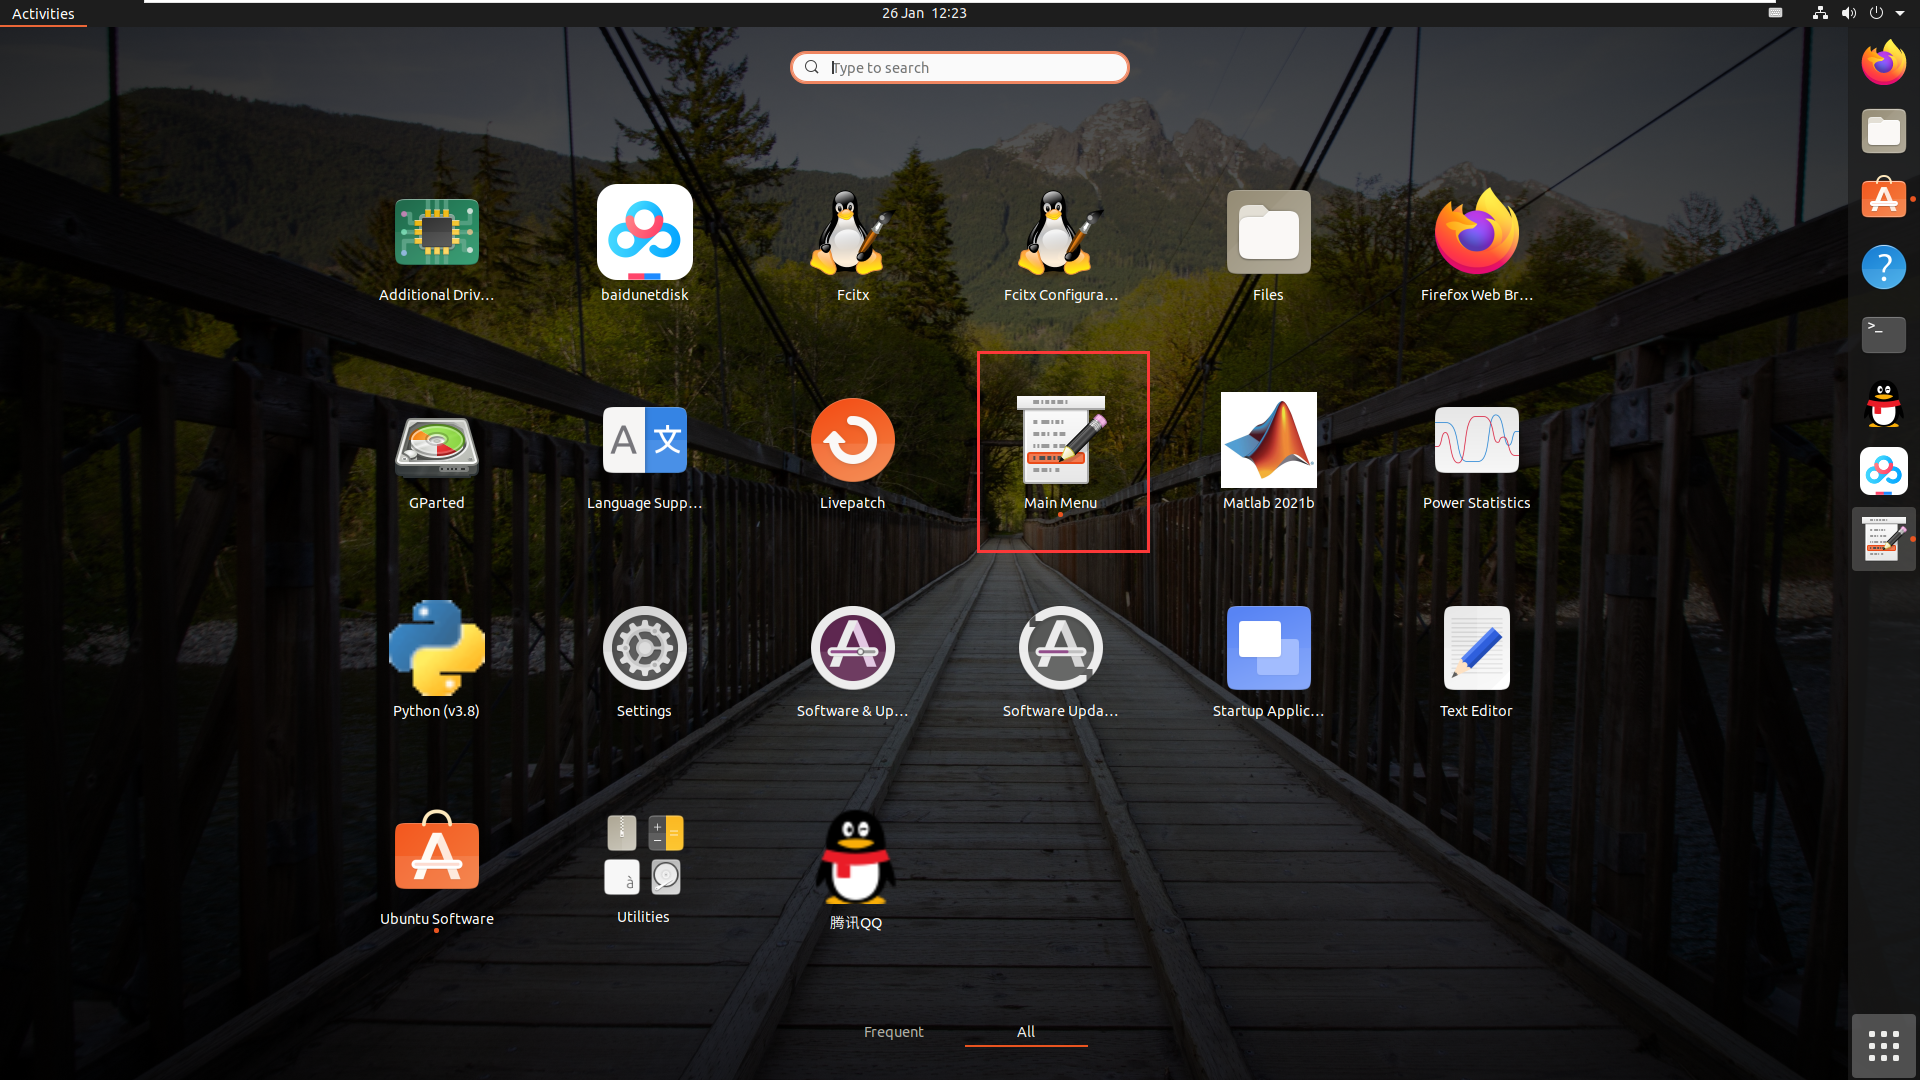 Activities
26 Jan 12:23
Type to search
Additional Driv...
baidunetdisk
Fcitx
Fcitx Configura...
Files
Firefox Web Br...
GParted
Language Supp...
Livepatch
Main Menu
Matlab 2021b
Power Statistics
Python (v3.8)
Settings
Software & Up...
Software Upda...
Startup Applic...
Text Editor
Ubuntu Software
Utilities
腾讯QQ
Frequent
All